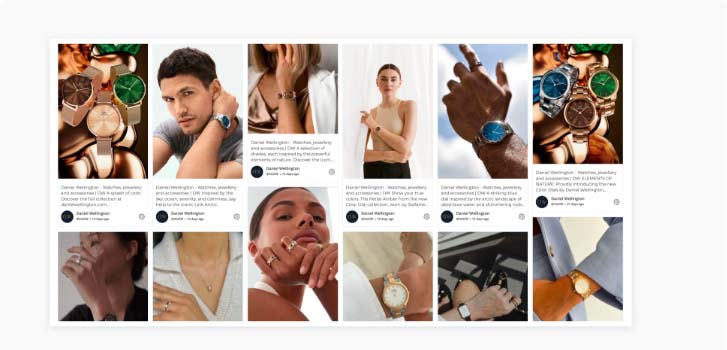 Daniel Wellington - Watches, jewellery
and accessories | DW A splash of color.
Discover the full collection at
danielwellington.com...
Daniel Wellington
Daniel Wellington - Watches, jewellery
and accessories | DW Inspired by the
sky, ocean, serenity, and calmness, say
hello to the Iconic Link Arctic.
Daniel Wellington
Daniel Wellington - Watches, jewellery
and accessories | DW A selection of
shades, each inspired by the powerful
elements of nature. Discover the Iconic...
Daniel Wellington
Daniel Wellington - Watches, jewellery
and accessories | DW Show your true
colors. The Petite Amber from the new
Color Dial collection, worn by Stefanie...
Daniel Wellington
Daniel Wellington - Watches, jewellery
and accessories | DW A striking blue
dial inspired by the arctic landscape of
deep-blue water and shimmering
Daniel Wellington
Daniel Wellington - Watches, jewellery
and accessories | DW ELEMENTS OF
NATURE: Proudly introducing the new
Color Dials by Daniel Wellington...
Daniel Wellington